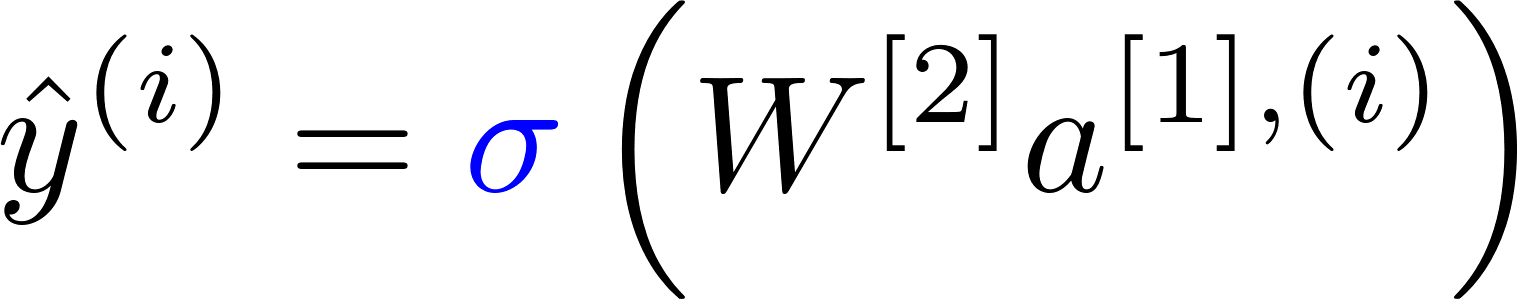 ŷ^(i) = σ (W^[2] a^[1],(i))